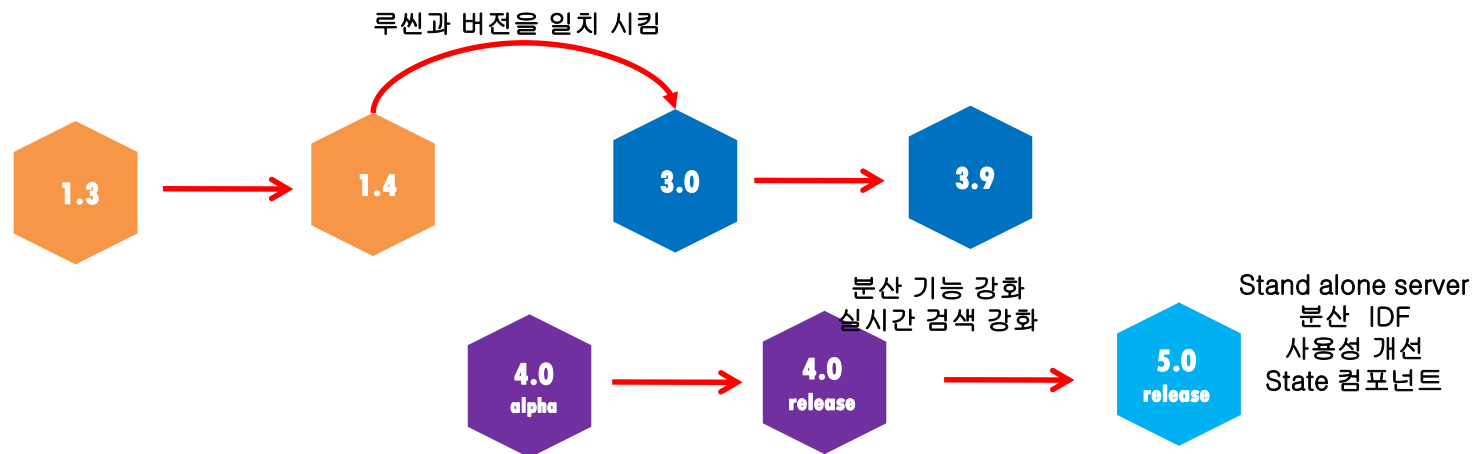 루씬과 버전을 일치 시킴
1.3
1.4
3.0
3.9
분산 기능 강화
실시간 검색 강화
4.0
alpha
4.0
release
5.0
release
Stand alone server
분산 IDF
사용성 개선
State 컴포넌트